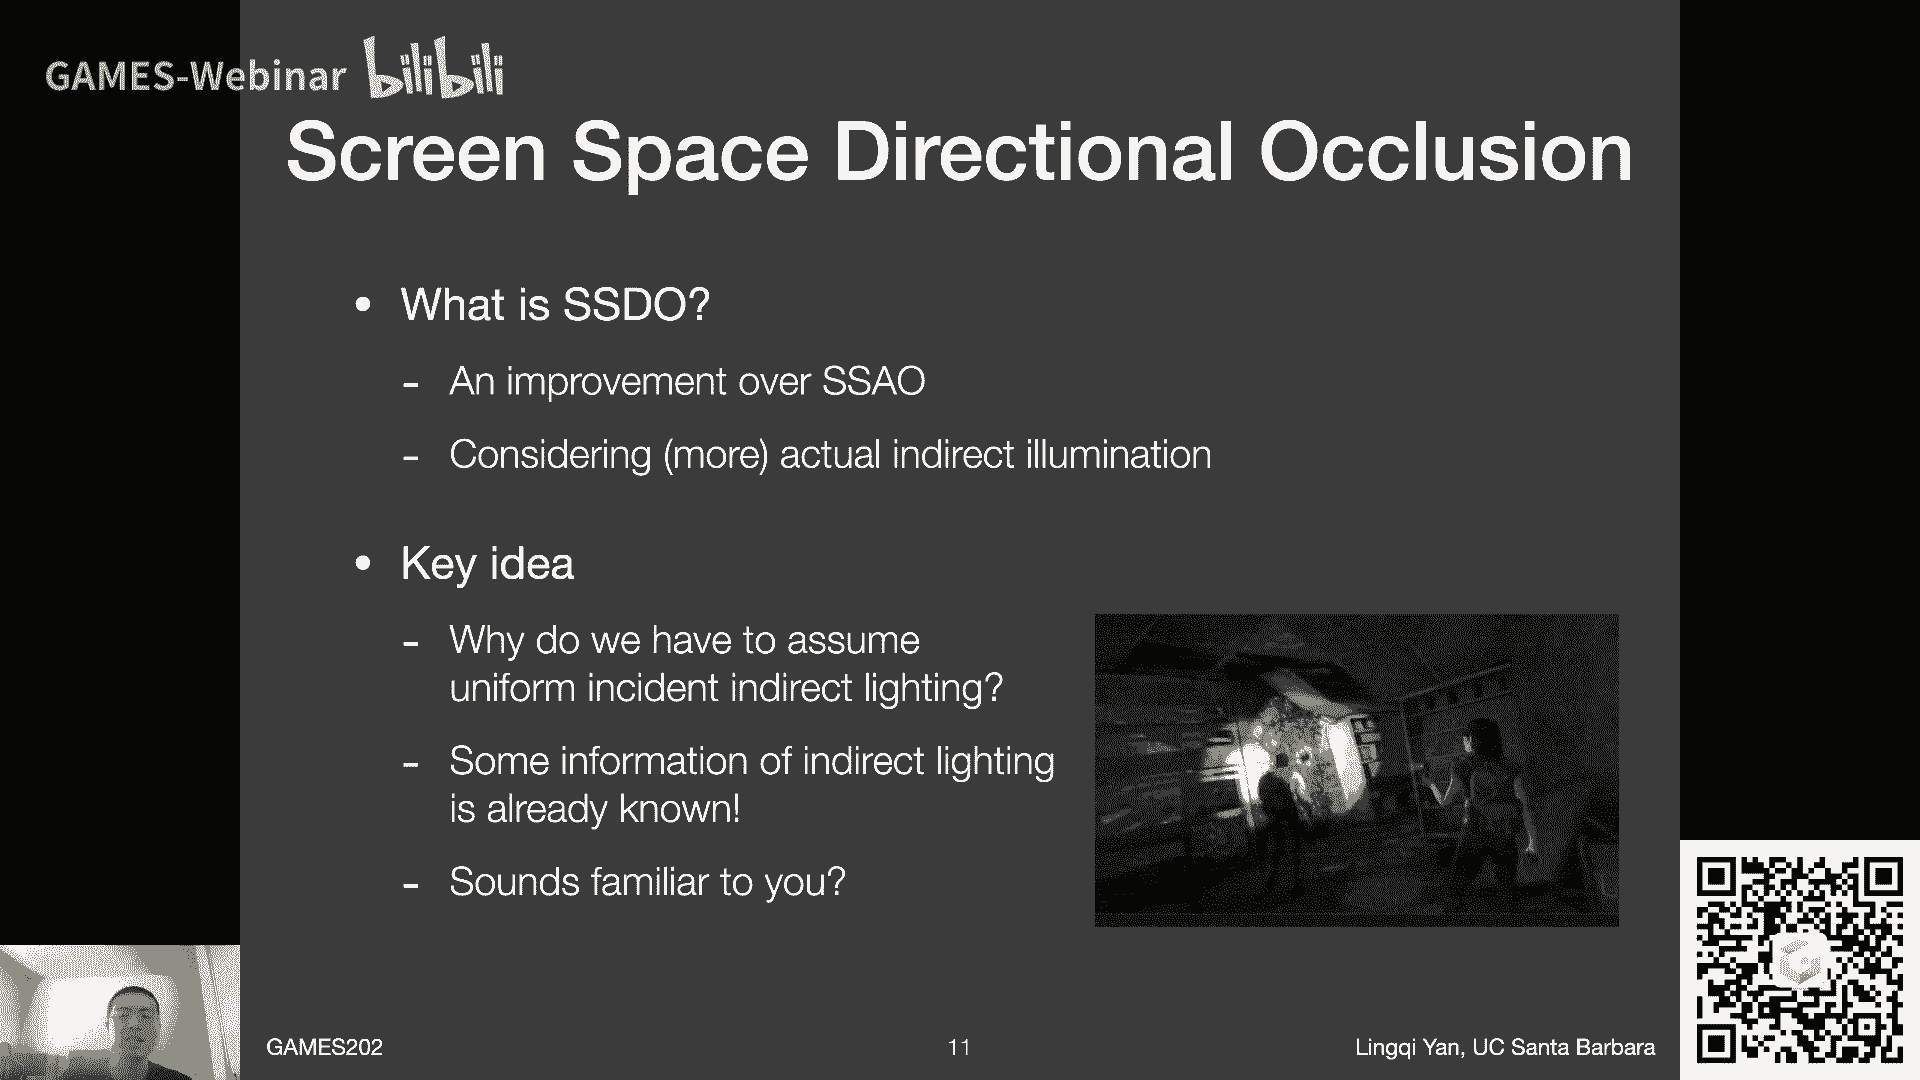 GAMES-Webinar bilibili
Screen Space Directional Occlusion
• What is SSDO?
- An improvement over SSAO
- Considering (more) actual indirect illumination
• Key idea
- Why do we have to assume
uniform incident indirect lighting?
- Some information of indirect lighting
is already known!
- Sounds familiar to you?
GAMES202
11
Lingqi Yan, UC Santa Barbara